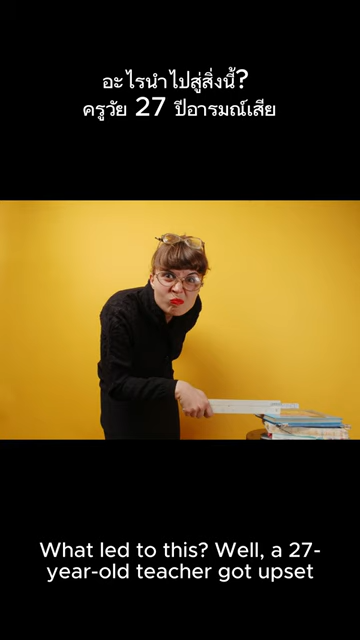 อะไรนำไปสู่สิ่งนี้?
ครูวัย 27 ปีอารมณ์เสีย
What led to this? Well, a 27-
year-old teacher got upset